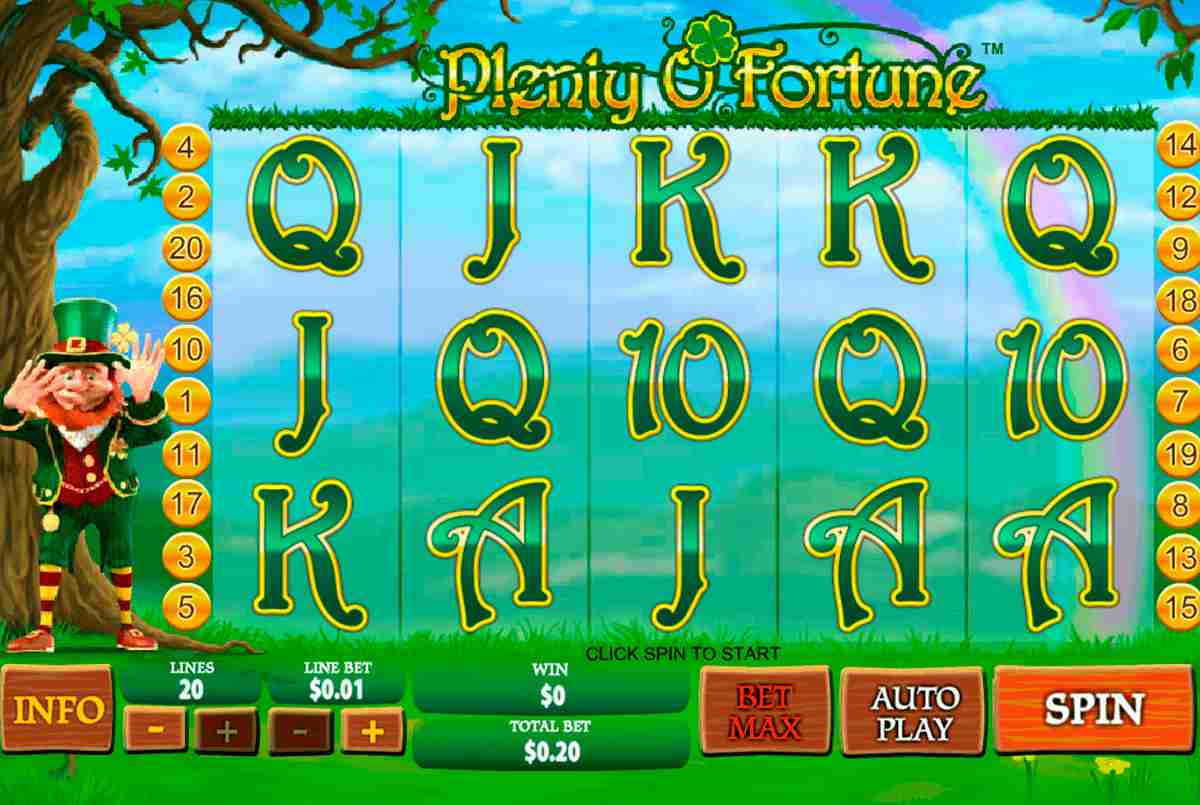 Plenty O Fortune™
4 Q J K K Q 14
2 12
20 9
16 18
10 J Q 10 Q 10 6
1 7
11 19
17 K A J A A 8
3 13
5 15
CLICK SPIN TO START
INFO
LINES
20
- +
LINE BET
$0.01
- +
WIN
$0
TOTAL BET
$0.20
BET
MAX
AUTO
PLAY
SPIN